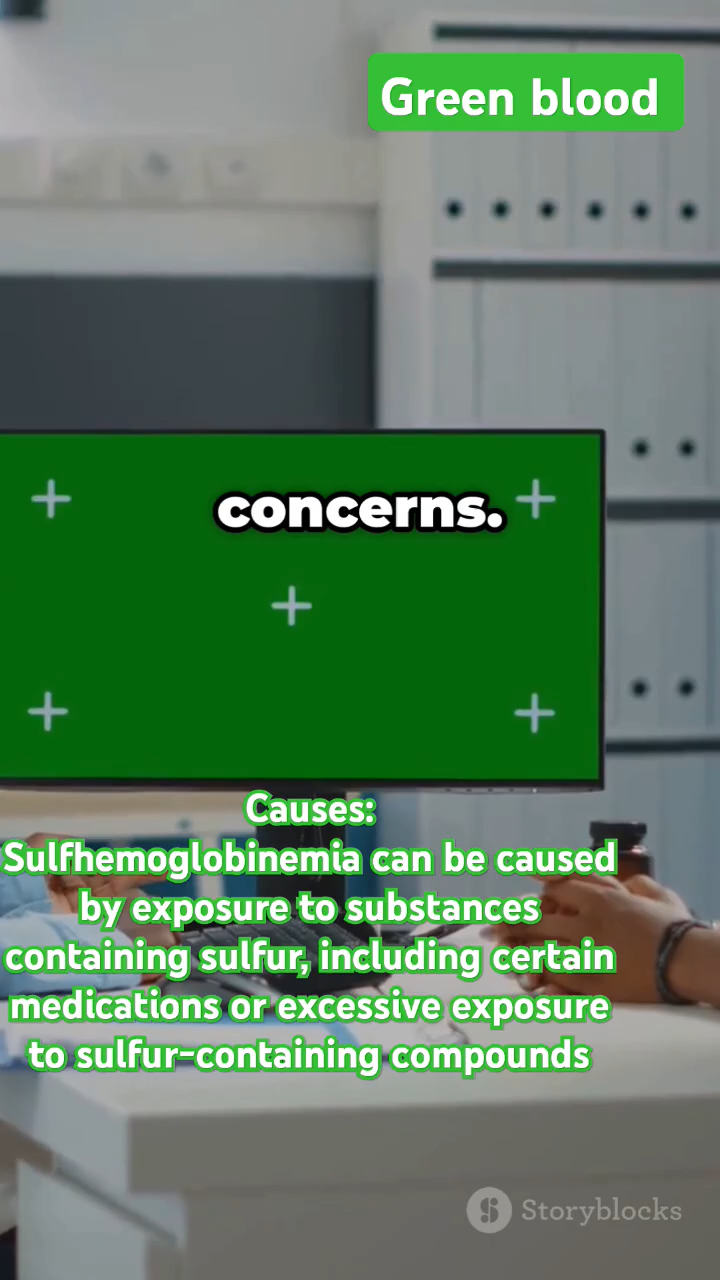 Green blood
concerns.
Causes:
Sulfhemoglobinemia can be caused
by exposure to substances
containing sulfur, including certain
medications or excessive exposure
to sulfur-containing compounds
Storyblocks